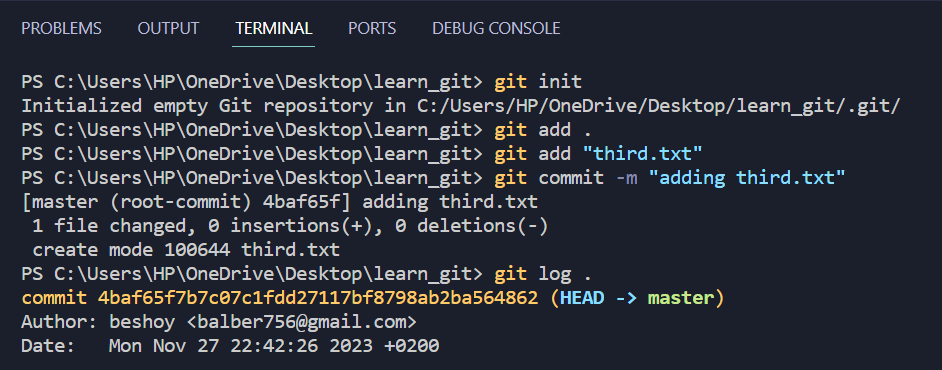 PROBLEMS OUTPUT TERMINAL PORTS DEBUG CONSOLE
PS C:\Users\HP\OneDrive\Desktop\learn_git> git init
Initialized empty Git repository in C:/Users/HP/OneDrive/Desktop/learn_git/.git/
PS C:\Users\HP\OneDrive\Desktop\learn_git> git add .
PS C:\Users\HP\OneDrive\Desktop\learn_git> git add "third.txt"
PS C:\Users\HP\OneDrive\Desktop\learn_git> git commit -m "adding third.txt"
[master (root-commit) 4baf65f] adding third.txt
 1 file changed, 0 insertions(+), 0 deletions(-)
 create mode 100644 third.txt
PS C:\Users\HP\OneDrive\Desktop\learn_git> git log .
commit 4baf65f7b7c07c1fdd27117bf8798ab2ba564862 (HEAD -> master)
Author: beshoy <balber756@gmail.com>
Date:   Mon Nov 27 22:42:26 2023 +0200